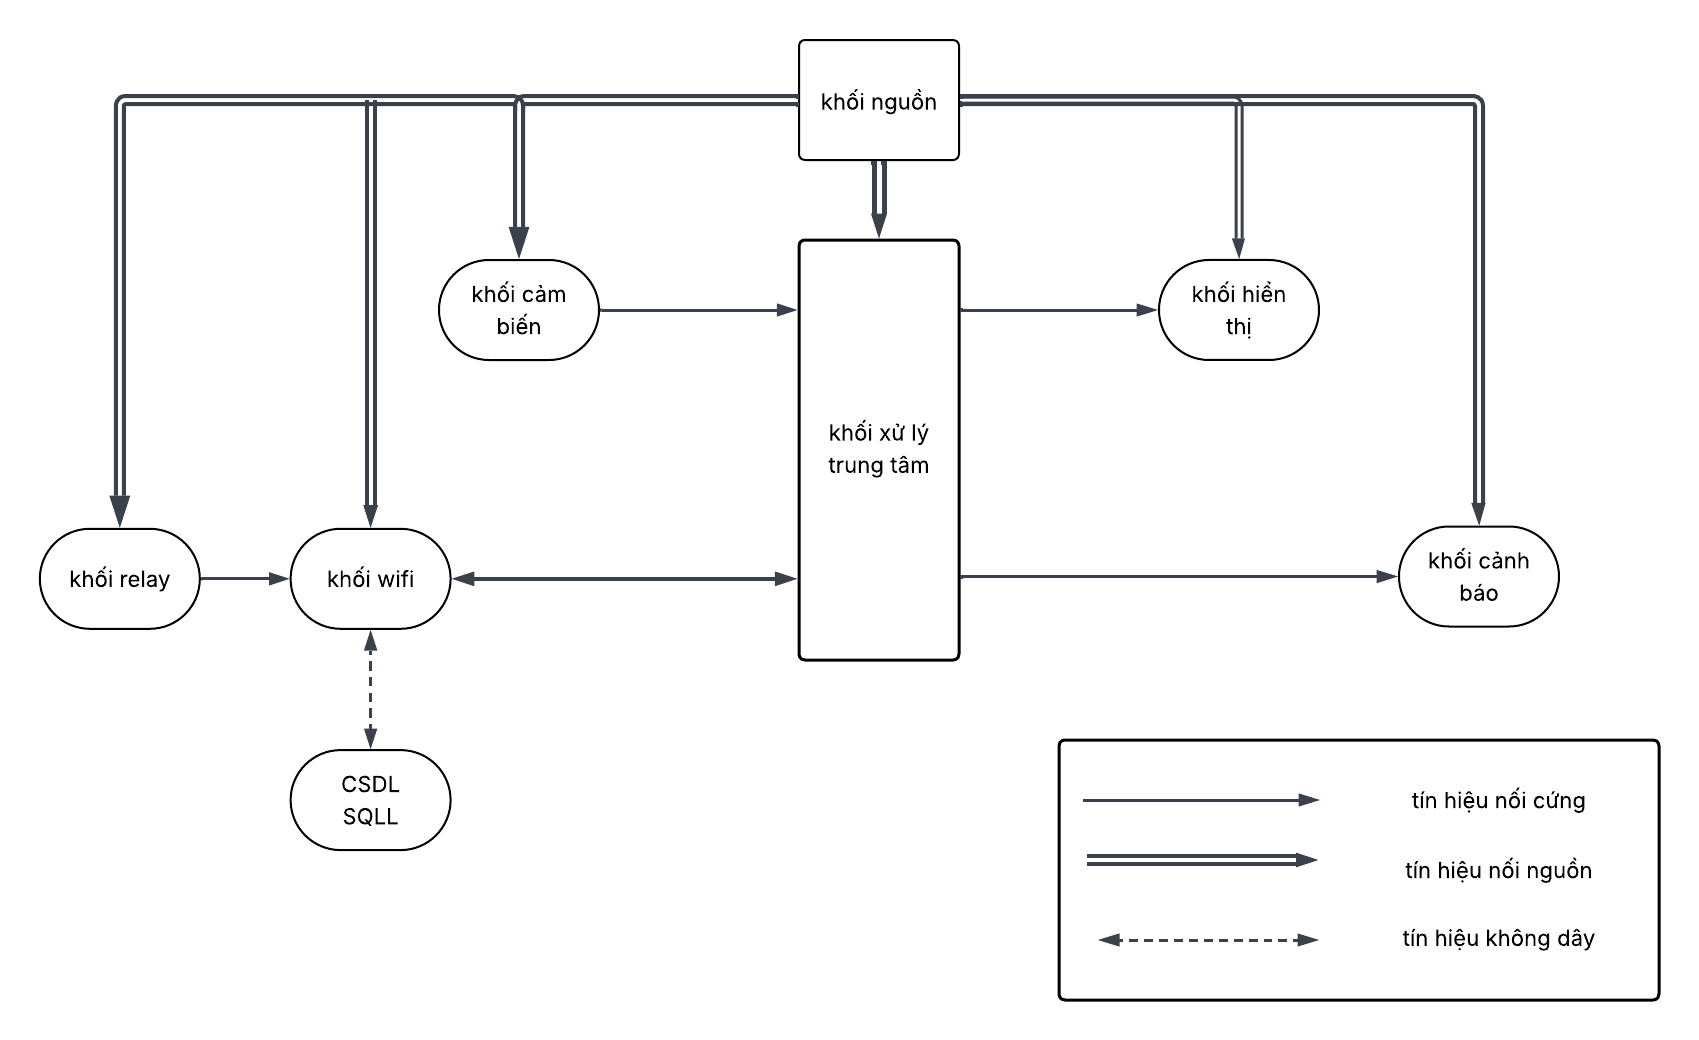 khối nguồn
khối cảm
biến
khối hiển
thị
khối xử lý
trung tâm
khối relay
khối wifi
khối cảnh
báo
CSDL
SQLL
tín hiệu nối cứng
tín hiệu nối nguồn
tín hiệu không dây